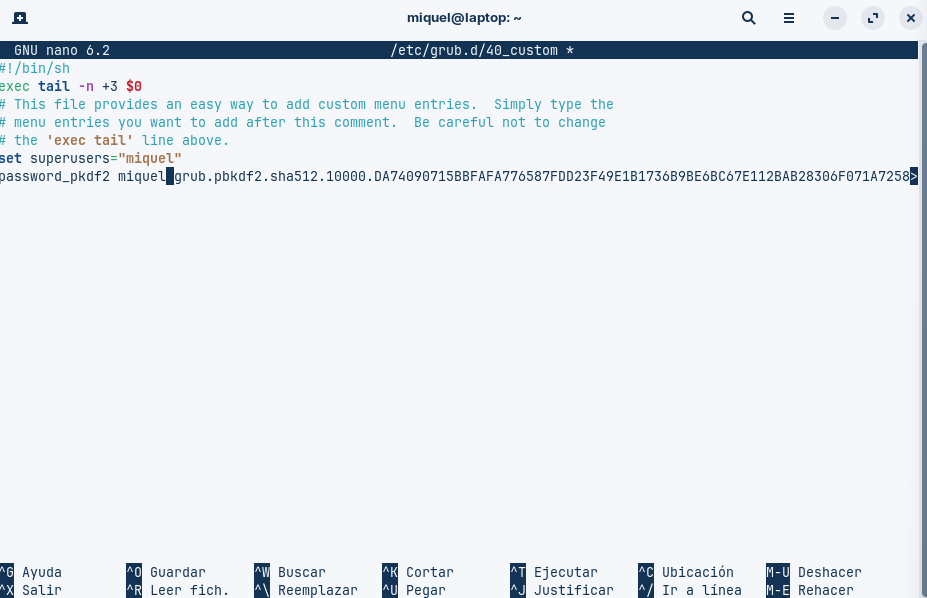 miquel@laptop: ~
GNU nano 6.2 /etc/grub.d/40_custom *
#!/bin/sh
exec tail -n +3 $0
# This file provides an easy way to add custom menu entries.  Simply type the
# menu entries you want to add after this comment.  Be careful not to change
# the 'exec tail' line above.
set superusers="miquel"
password_pkdf2 miquel grub.pbkdf2.sha512.10000.DA74090715BBFAFA776587FDD23F49E1B1736B9BE6BC67E112BAB28306F071A7258>
^G Ayuda ^O Guardar ^W Buscar ^K Cortar ^T Ejecutar ^C Ubicación M-U Deshacer
^X Salir ^R Leer fich. ^\ Reemplazar ^U Pegar ^J Justificar ^/ Ir a línea M-E Rehacer